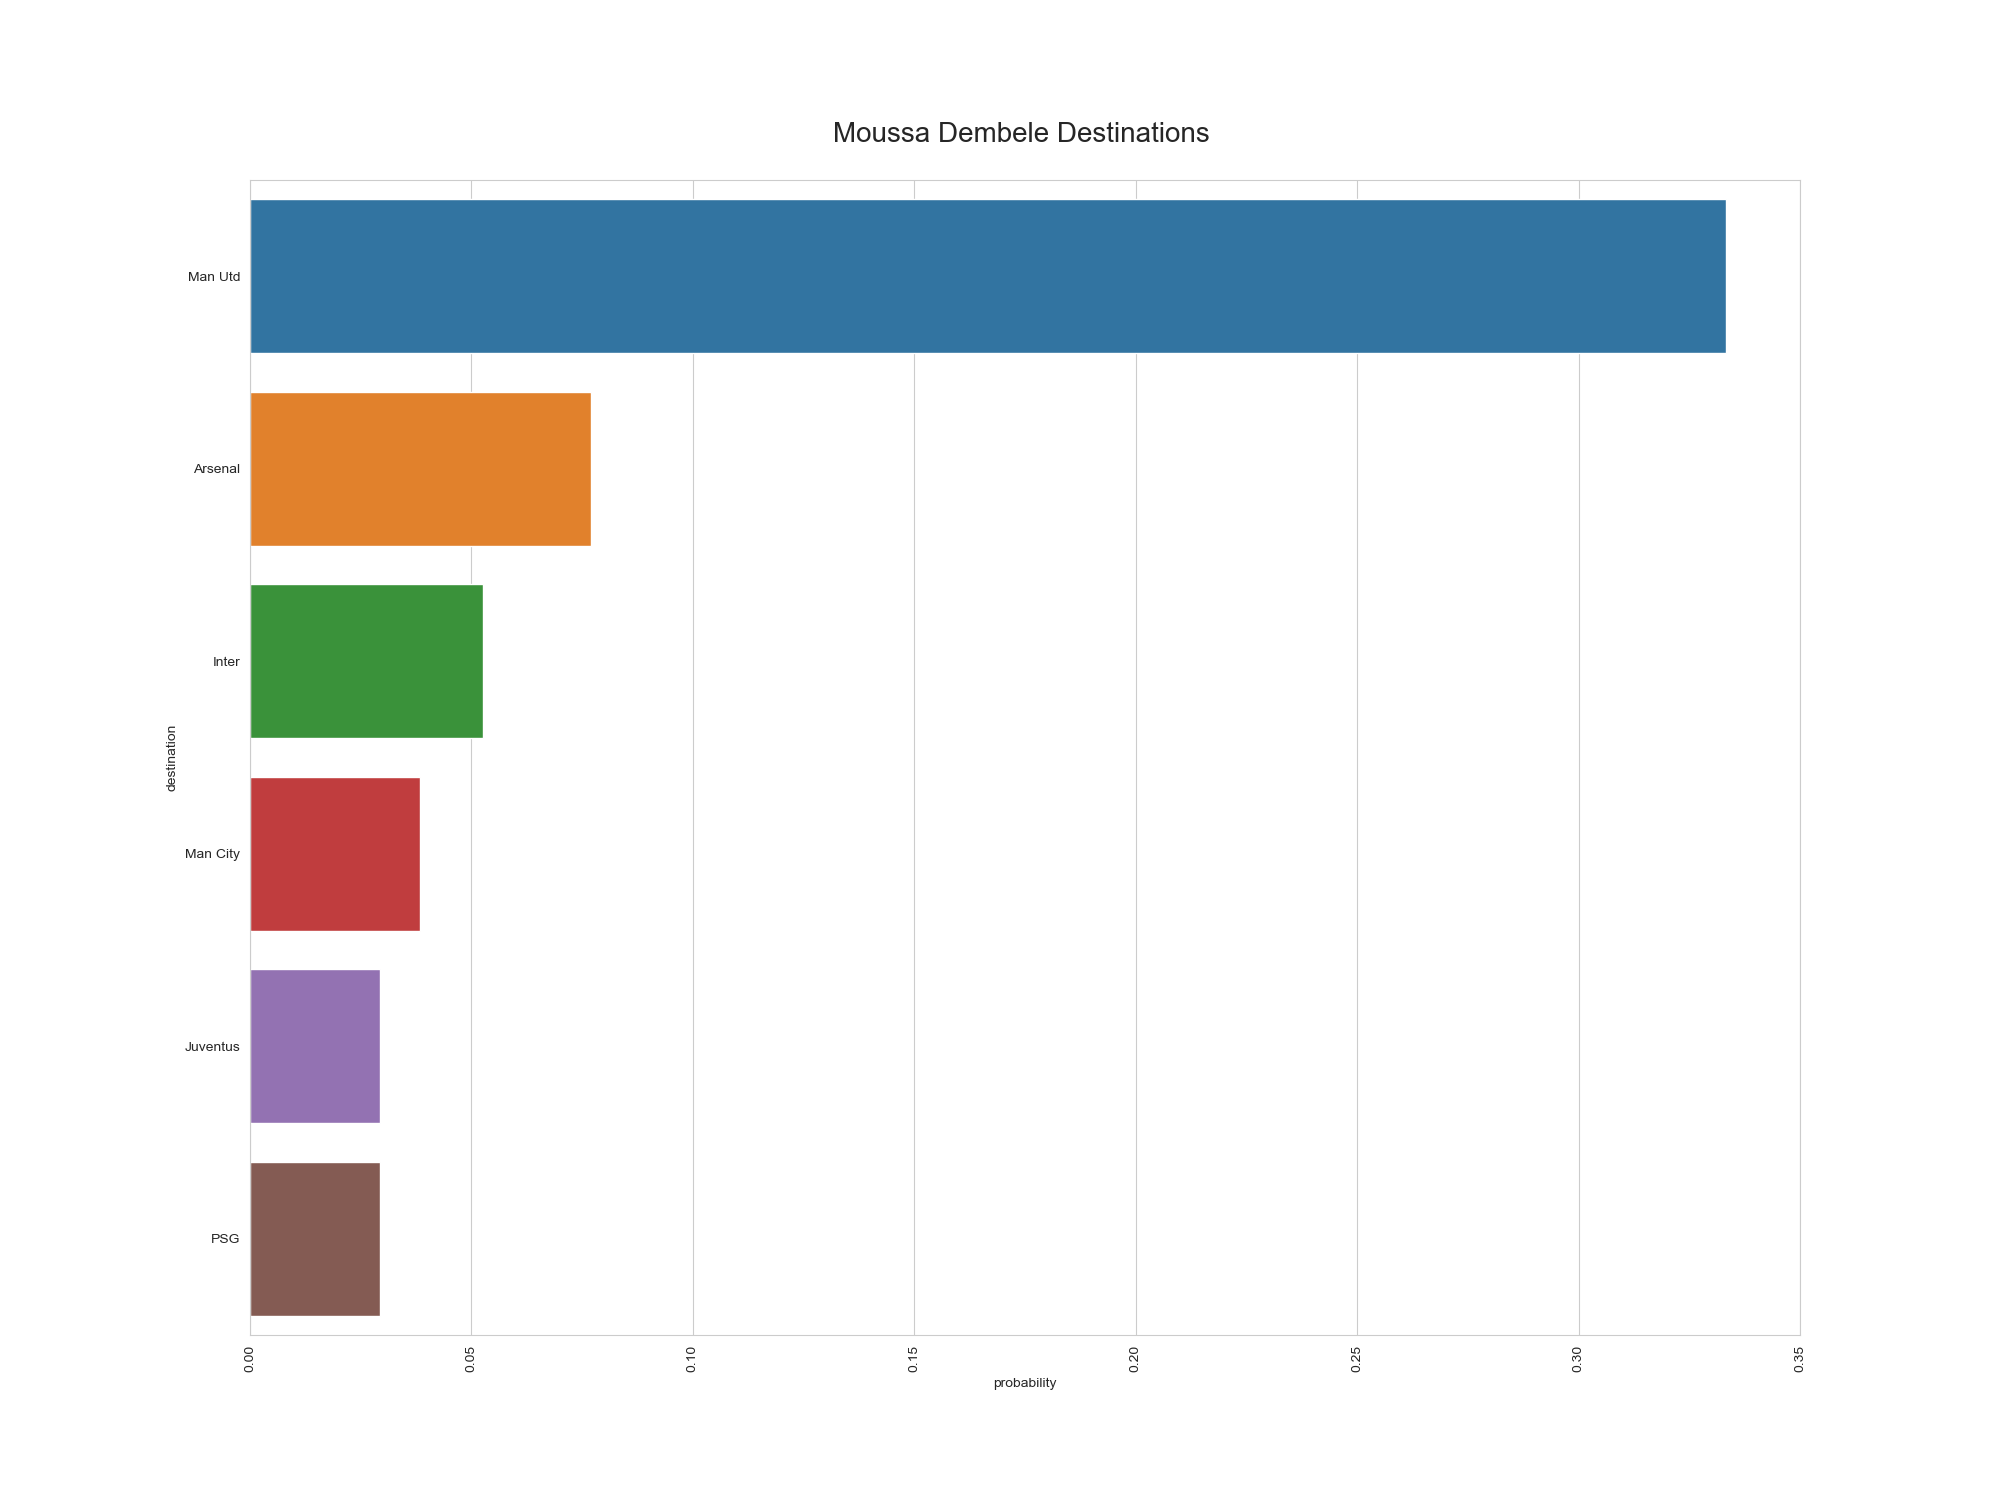 Moussa Dembele Destinations
Man Utd
Arsenal
Inter
Man City
Juventus
PSG
destination
0.00
0.05
0.10
0.15
0.20
0.25
0.30
0.35
probability